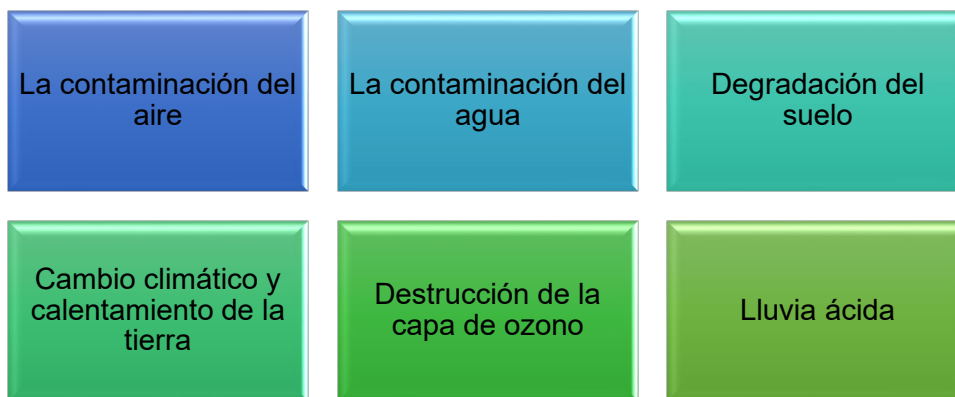 La contaminación del
aire
La contaminación del
agua
Degradación del
suelo
Cambio climático y
calentamiento de la
tierra
Destrucción de la
capa de ozono
Lluvia ácida